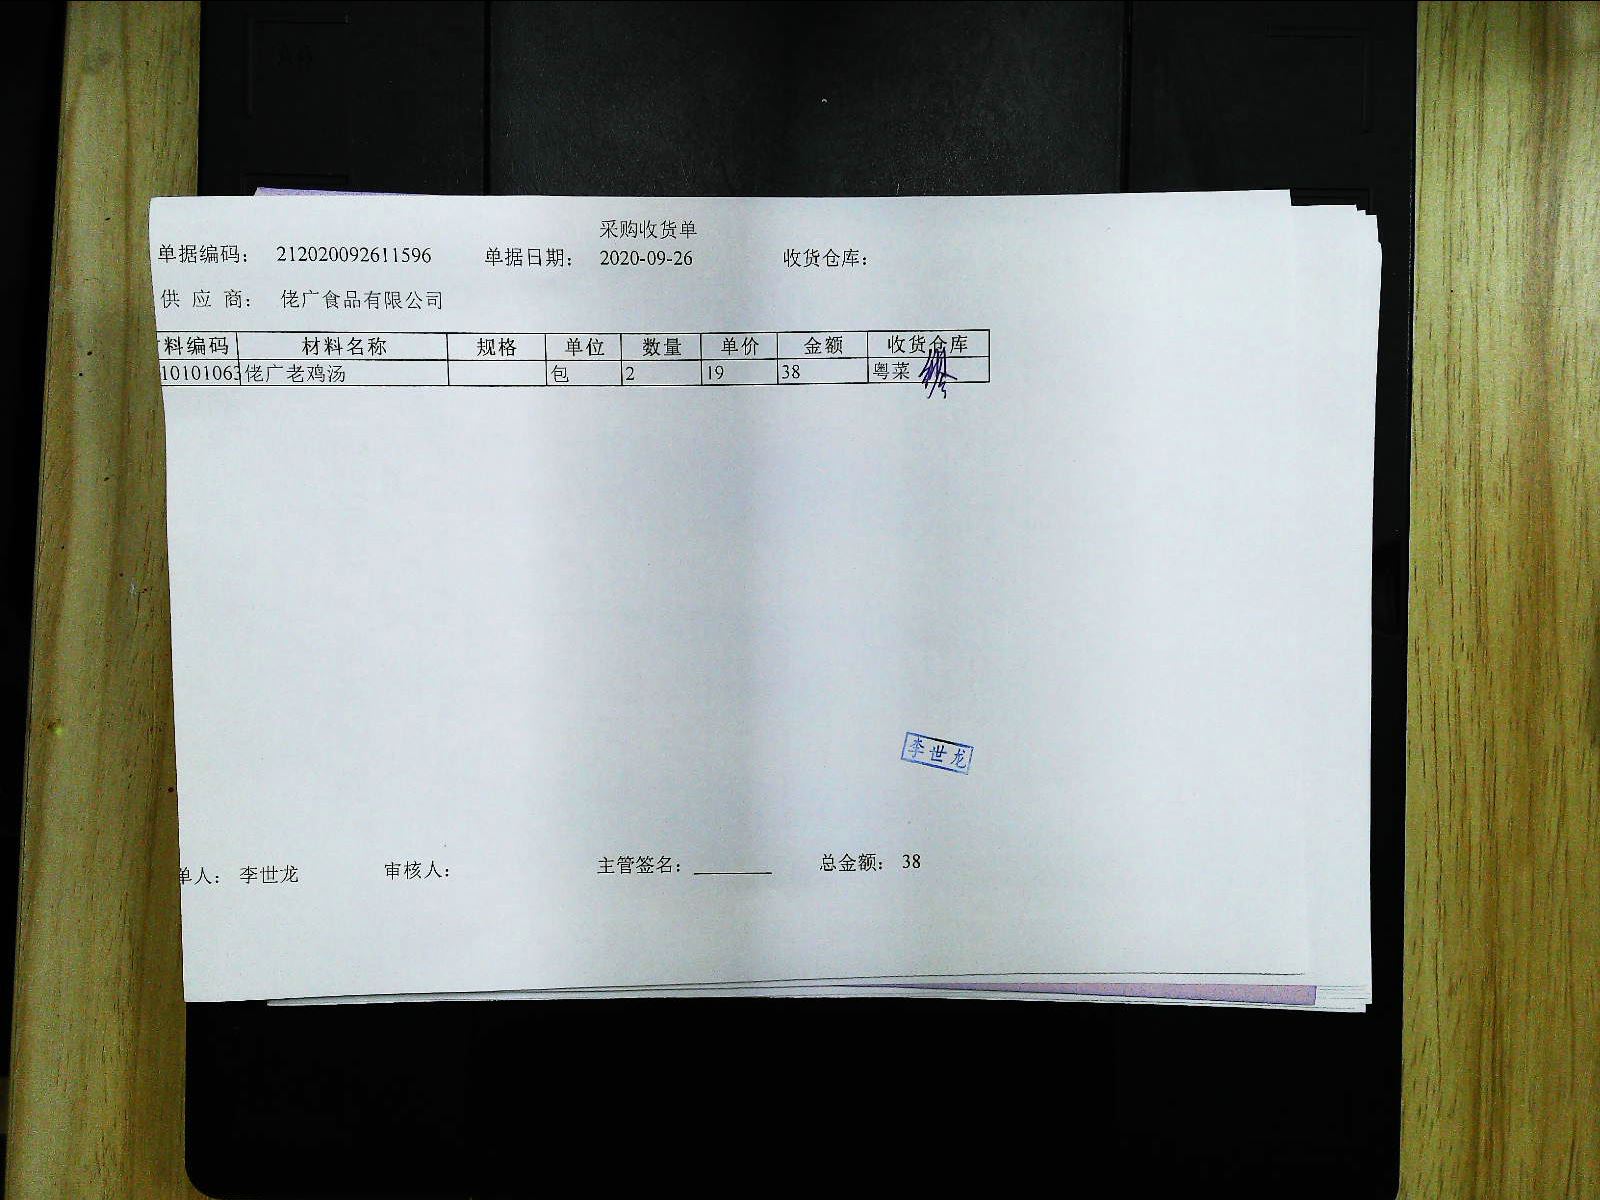 采购收货单
单据编码： 212020092611596 单据日期： 2020-09-26 收货仓库：
供 应 商： 佬广食品有限公司
料编码 材料名称 规格 单位 数量 单价 金额 收货仓库
10101063 佬广老鸡汤 包 2 19 38 粤菜
李世龙
单人： 李世龙 审核人： 主管签名： 总金额： 38